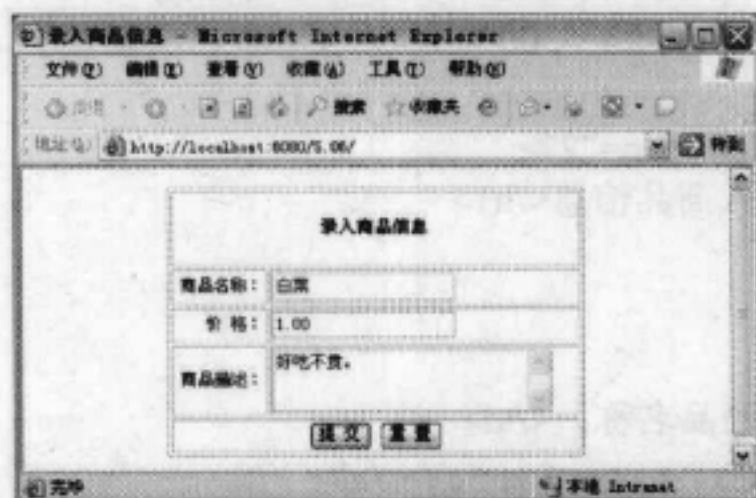 录入商品信息 - Microsoft Internet Explorer
文件(F) 编辑(E) 查看(V) 收藏(A) 工具(T) 帮助(H)
后退 搜索 收藏夹
地址(D) http://localhost:8080/5.06/ 转到
录入商品信息
商品名称: 白菜
价 格: 1.00
商品描述: 好吃不贵。
提 交 重 置
完毕 本地 Intranet